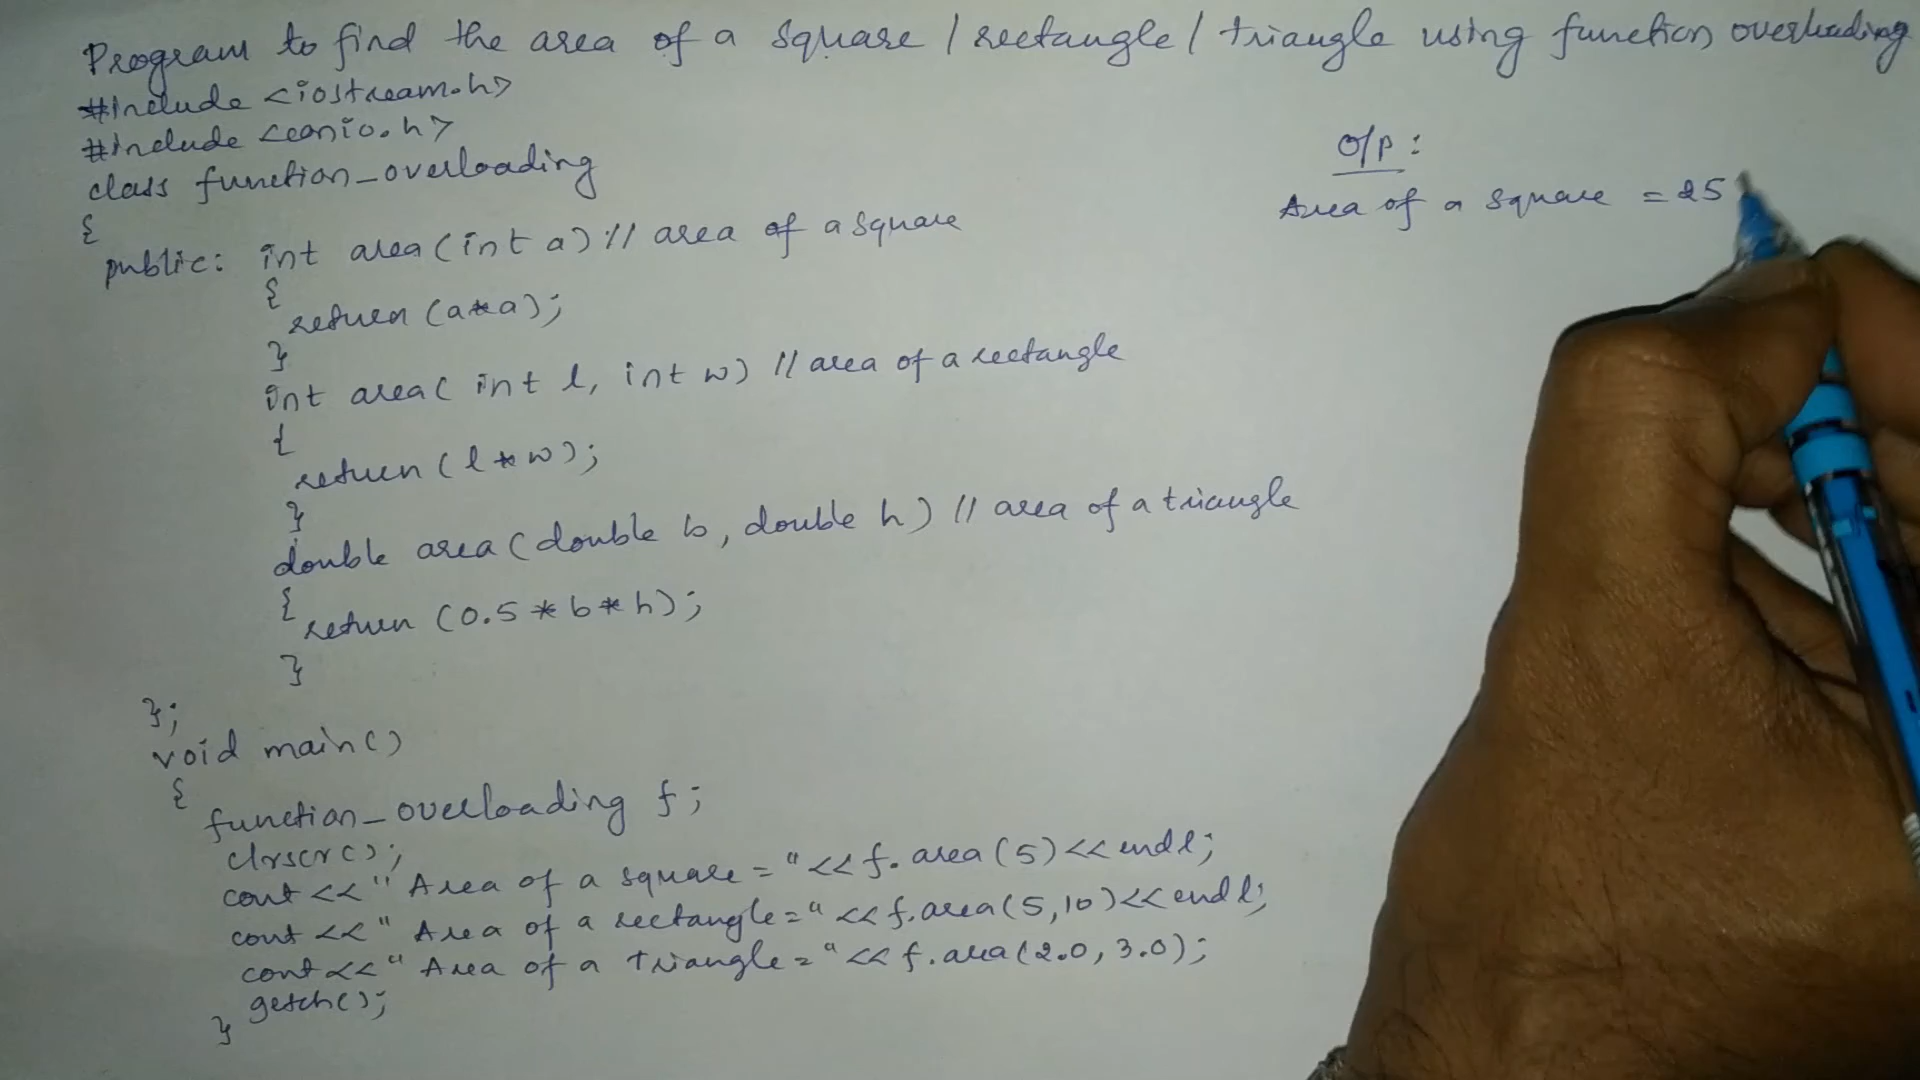 Program to find the area of a square / rectangle / triangle using function overloading
#include <iostream.h>
#include <conio.h>
class function_overloading
{
public: int area(int a) // area of a square
{
return (a*a);
}
int area( int l, int w) // area of a rectangle
{
return (l*w);
}
double area (double b, double h) // area of a triangle
{
return (0.5*b*h);
}
};
void main()
{
function_overloading f;
clrscr();
cout <<" Area of a square = "<< f. area (5)<< endl;
cout <<" Area of a rectangle = " << f.area (5,10)<< endl;
cout <<" Area of a triangle = " << f. area (2.0, 3.0);
getch();
}
O/P :
Area of a square = 25